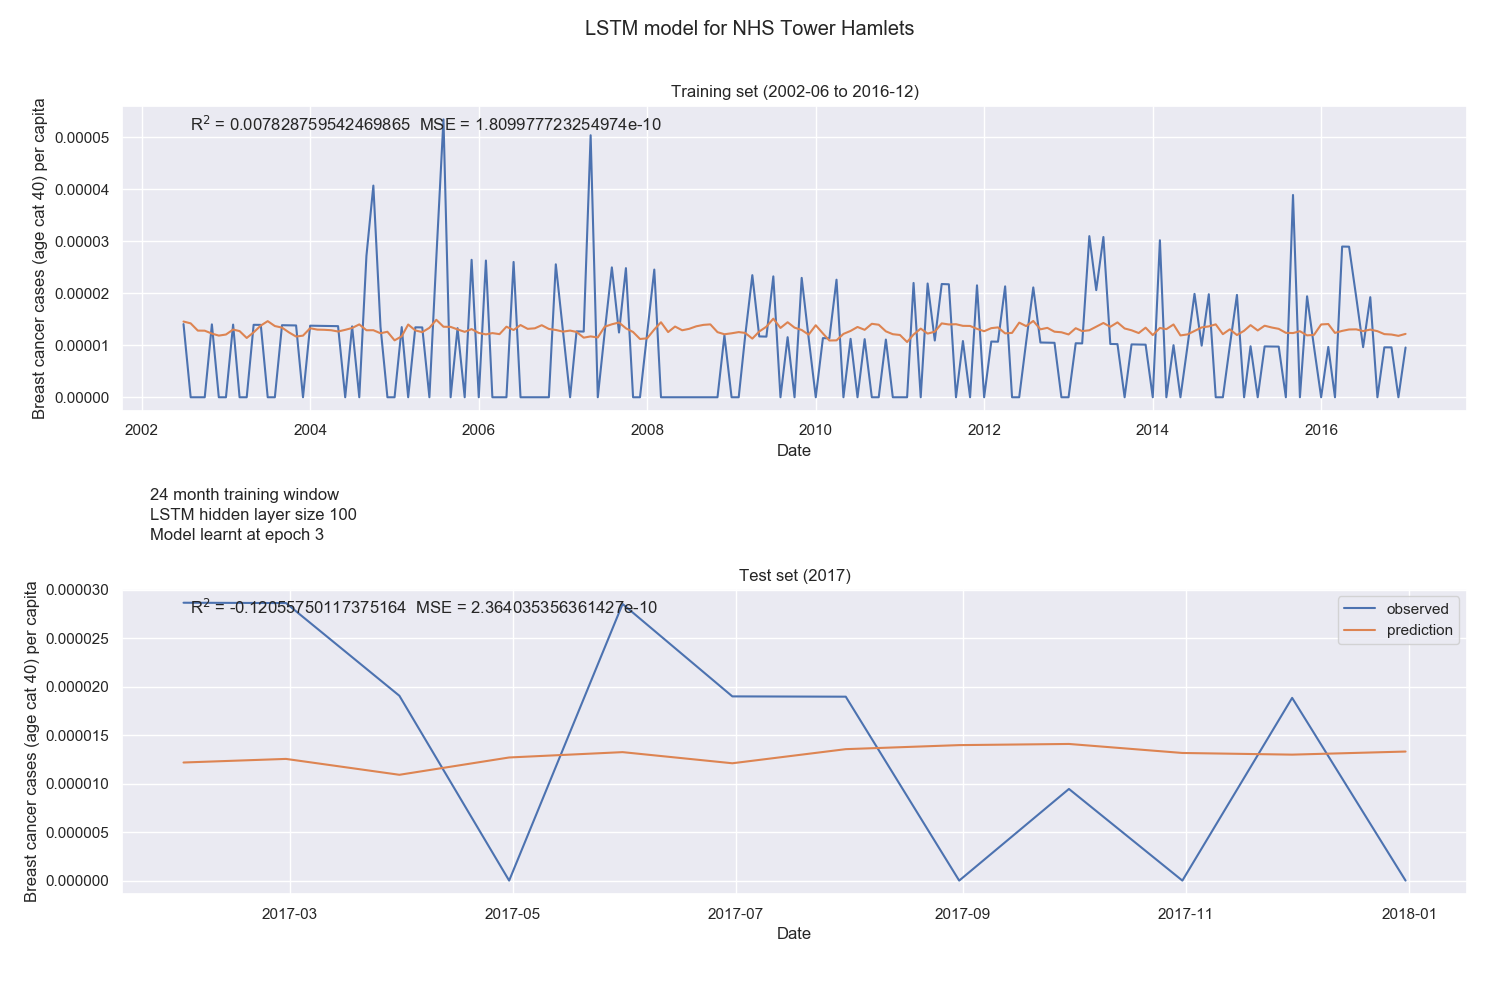 LSTM model for NHS Tower Hamlets
Training set (2002-06 to 2016-12)
R² = 0.007828759542469865  MSE = 1.809977723254974e-10
Breast cancer cases (age cat 40) per capita
0.00005
0.00004
0.00003
0.00002
0.00001
0.00000
2002 2004 2006 2008 2010 2012 2014 2016
Date
24 month training window
LSTM hidden layer size 100
Model learnt at epoch 3
Test set (2017)
R² = -0.12055750117375164  MSE = 2.364035356361427e-10
observed
prediction
Breast cancer cases (age cat 40) per capita
0.000030
0.000025
0.000020
0.000015
0.000010
0.000005
0.000000
2017-03 2017-05 2017-07 2017-09 2017-11 2018-01
Date